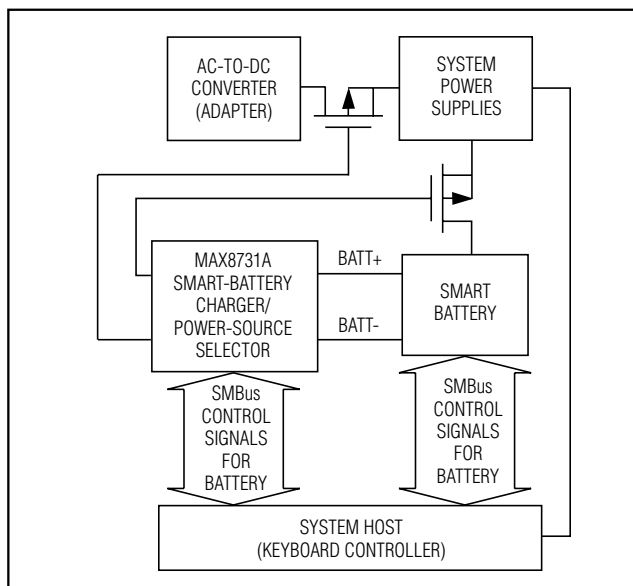 AC-TO-DC
CONVERTER
(ADAPTER)
SYSTEM
POWER
SUPPLIES
MAX8731A
SMART-BATTERY
CHARGER/
POWER-SOURCE
SELECTOR
BATT+
BATT-
SMART
BATTERY
SMBus
CONTROL
SIGNALS
FOR
BATTERY
SMBus
CONTROL
SIGNALS
FOR
BATTERY
SYSTEM HOST
(KEYBOARD CONTROLLER)